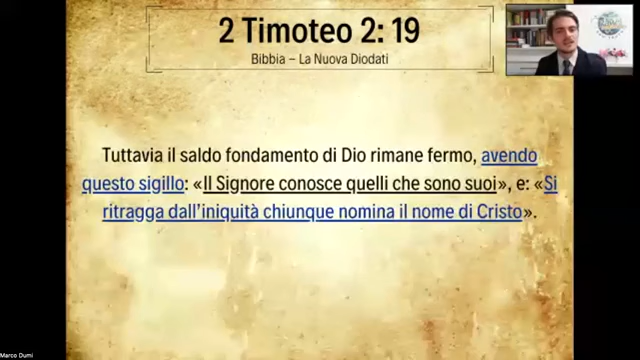 2 Timoteo 2: 19
Bibbia – La Nuova Diodati
Tuttavia il saldo fondamento di Dio rimane fermo, avendo
questo sigillo: «Il Signore conosce quelli che sono suoi», e: «Si
ritragga dall'iniquità chiunque nomina il nome di Cristo».
Marco Dumi